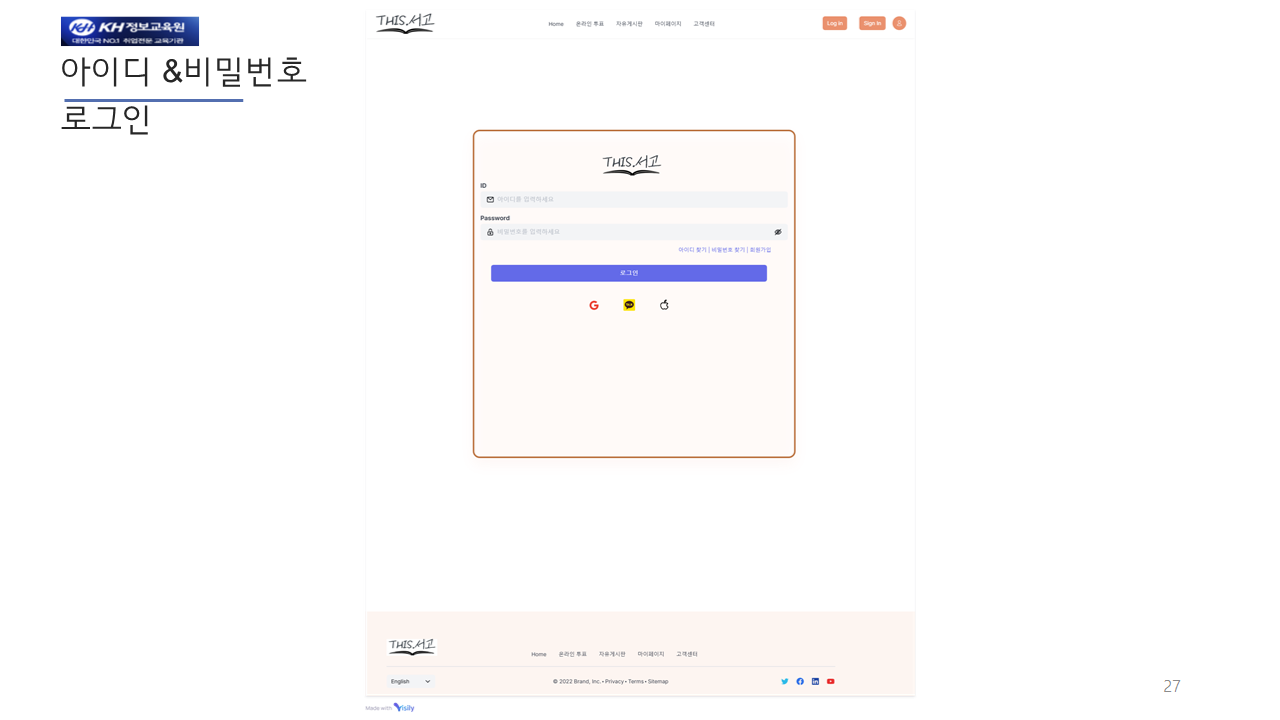 KH 정보교육원
대한민국 NO.1 취업전문 교육기관
아이디 &비밀번호
로그인
THIS.서고
Home 온라인 투표 자유게시판 마이페이지 고객센터
Log in Sign in
THIS.서고
ID
아이디를 입력하세요
Password
비밀번호를 입력하세요
아이디 찾기 | 비밀번호 찾기 | 회원가입
로그인
THIS.서고
Home 온라인 투표 자유게시판 마이페이지 고객센터
English
© 2022 Brand, Inc. • Privacy • Terms • Sitemap
Made with Visily
27